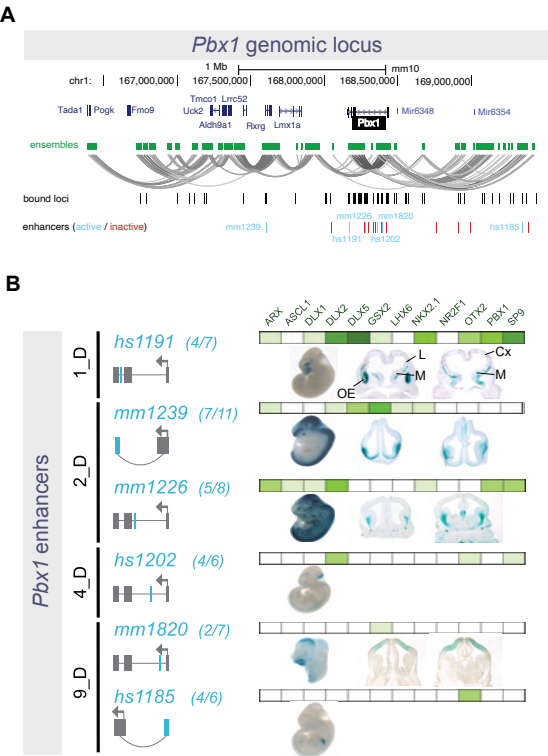 A
Pbx1 genomic locus
1 Mb mm10
chr1: 167,000,000 167,500,000 168,000,000 168,500,000 169,000,000
Tmco1 Lrrc52
Tada1 Pogk Fmo9 Uck2 Mir6348 Mir6354
Aldh9a1 Rxrg Lmx1a Pbx1
ensembles
bound loci
mm1226 mm1820
enhancers (active / inactive) mm1239 hs1185
hs1191 hs1202
B
ARX ASCL1 DLX1 DLX2 DLX5 GSX2 LHX6 NKX2.1 NR2F1 OTX2 PBX1 SP9
Pbx1 enhancers
1_D
hs1191 (4/7)
L Cx
M M
OE
2_D
mm1239 (7/11)
mm1226 (5/8)
4_D
hs1202 (4/6)
9_D
mm1820 (2/7)
hs1185 (4/6)